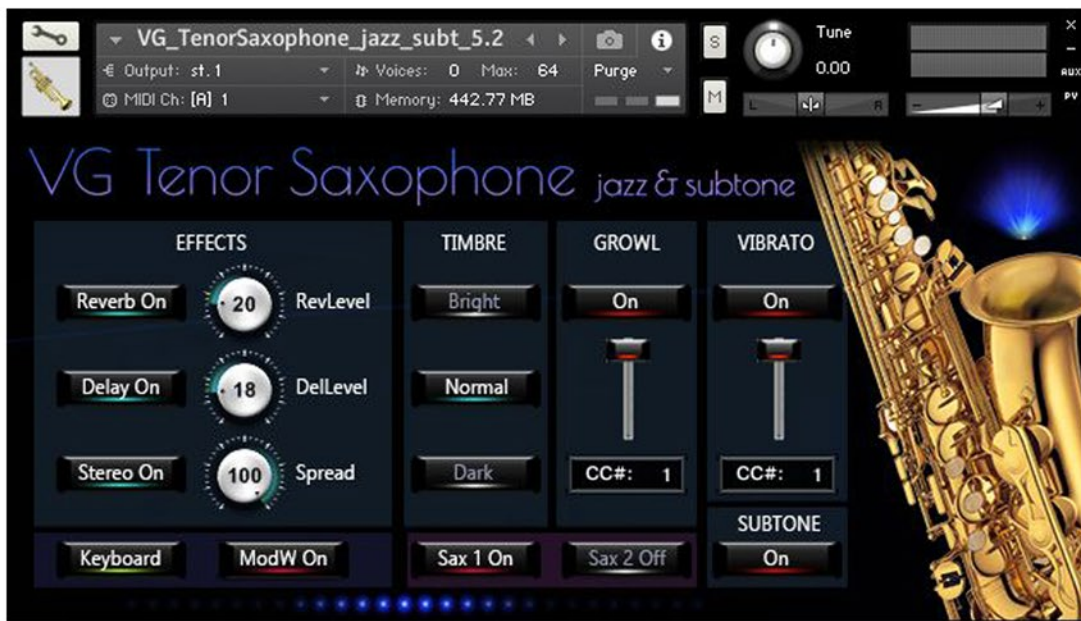 VG_TenorSaxophone_jazz_subt_5.2
Output: st.1
Voices: 0 Max: 64
Purge
MIDI Ch: [A] 1
Memory: 442.77 MB
S
M
Tune
0.00
L
R
-
+
×
-
AUX
PV
VG Tenor Saxophone jazz & subtone
EFFECTS
Reverb On
20
RevLevel
Delay On
18
DelLevel
Stereo On
100
Spread
TIMBRE
Bright
Normal
Dark
GROWL
On
CC#: 1
VIBRATO
On
CC#: 1
SUBTONE
On
Keyboard
ModW On
Sax 1 On
Sax 2 Off